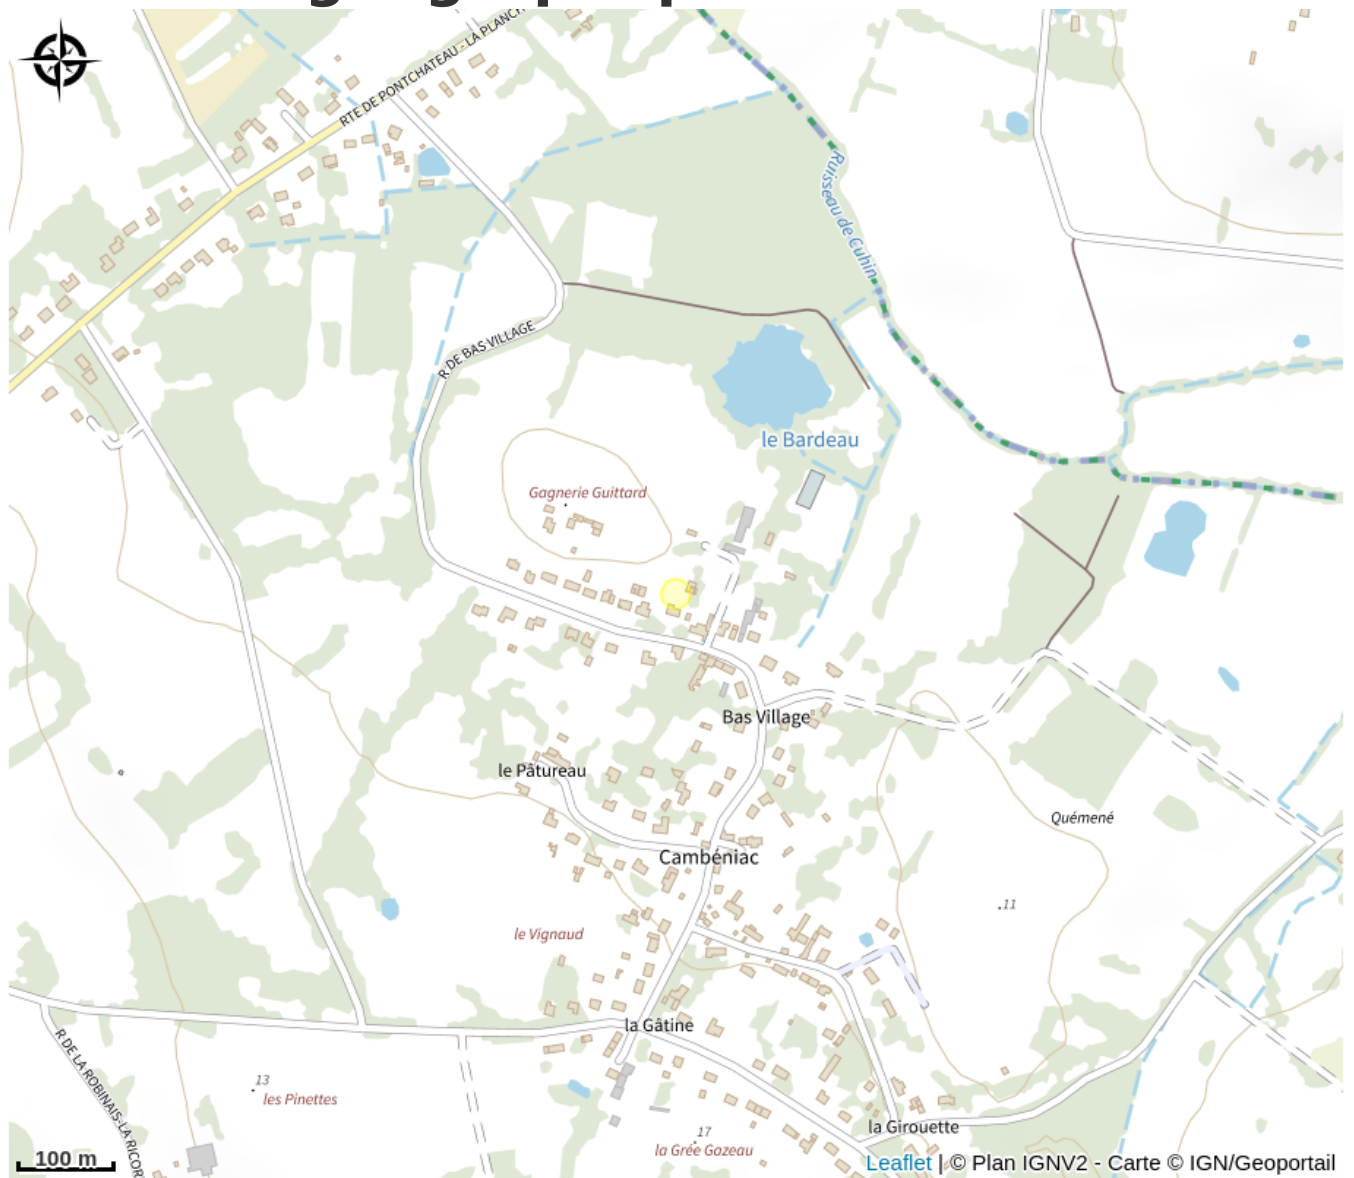 RTE DE PONTCHATEAU - LA PLANCH
Ruisseau de Cuhin
R DE BAS VILLAGE
le Bardeau
Gagnerie Guittard
Bas Village
le Pâtureau
Quémené
Cambéniac
11
le Vignaud
la Gâtine
R DE LA ROBINAIS-LA RICOR
13
les Pinettes
17
la Girouette
la Grée Gazeau
100 m
Leaflet | © Plan IGNV2 - Carte © IGN/Geoportail